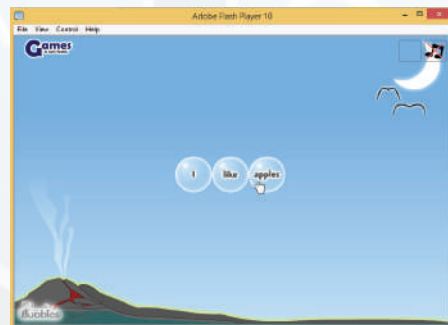 Adobe Flash Player 10
File View Control Help
Games
I like apples
Bubbles